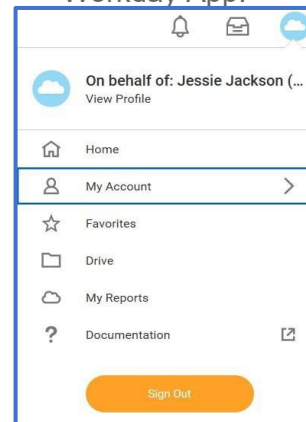 Workday App.
On behalf of: Jessie Jackson (...
View Profile
Home
My Account
Favorites
Drive
My Reports
Documentation
Sign Out